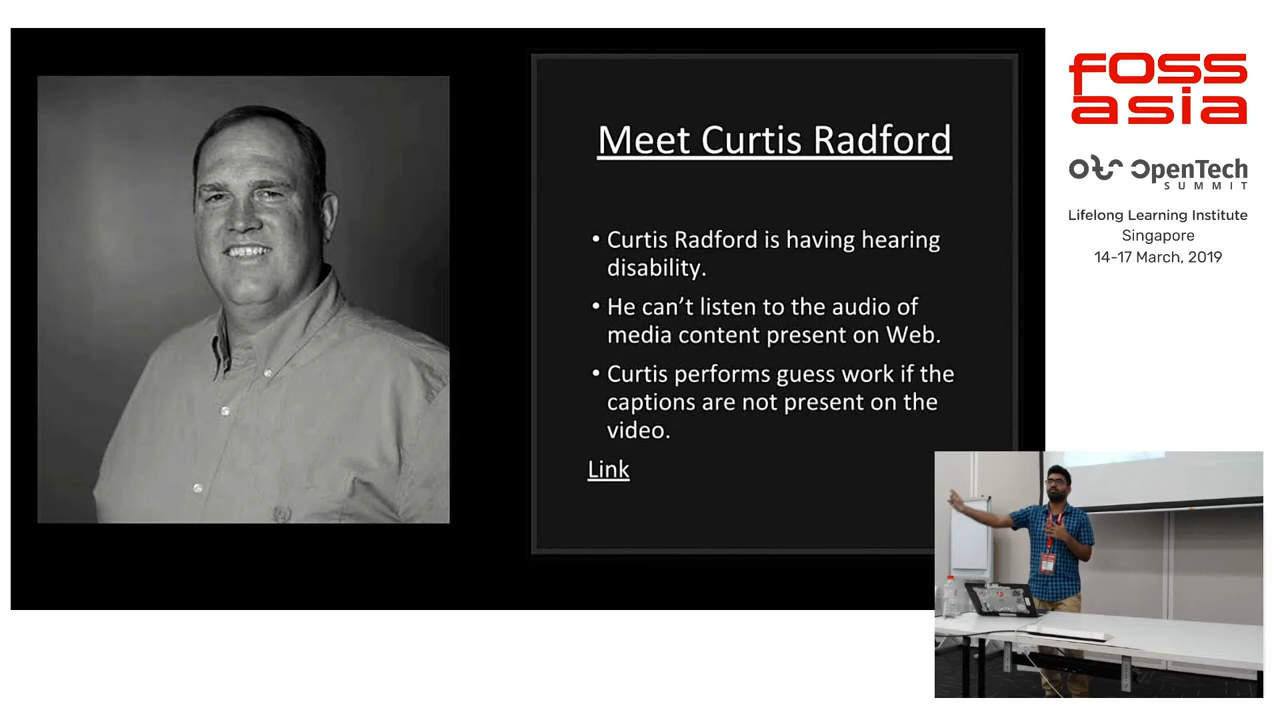 Meet Curtis Radford
• Curtis Radford is having hearing
disability.
• He can’t listen to the audio of
media content present on Web.
• Curtis performs guess work if the
captions are not present on the
video.
Link
fOSS
asia
OpenTech
SUMMIT
Lifelong Learning Institute
Singapore
14-17 March, 2019